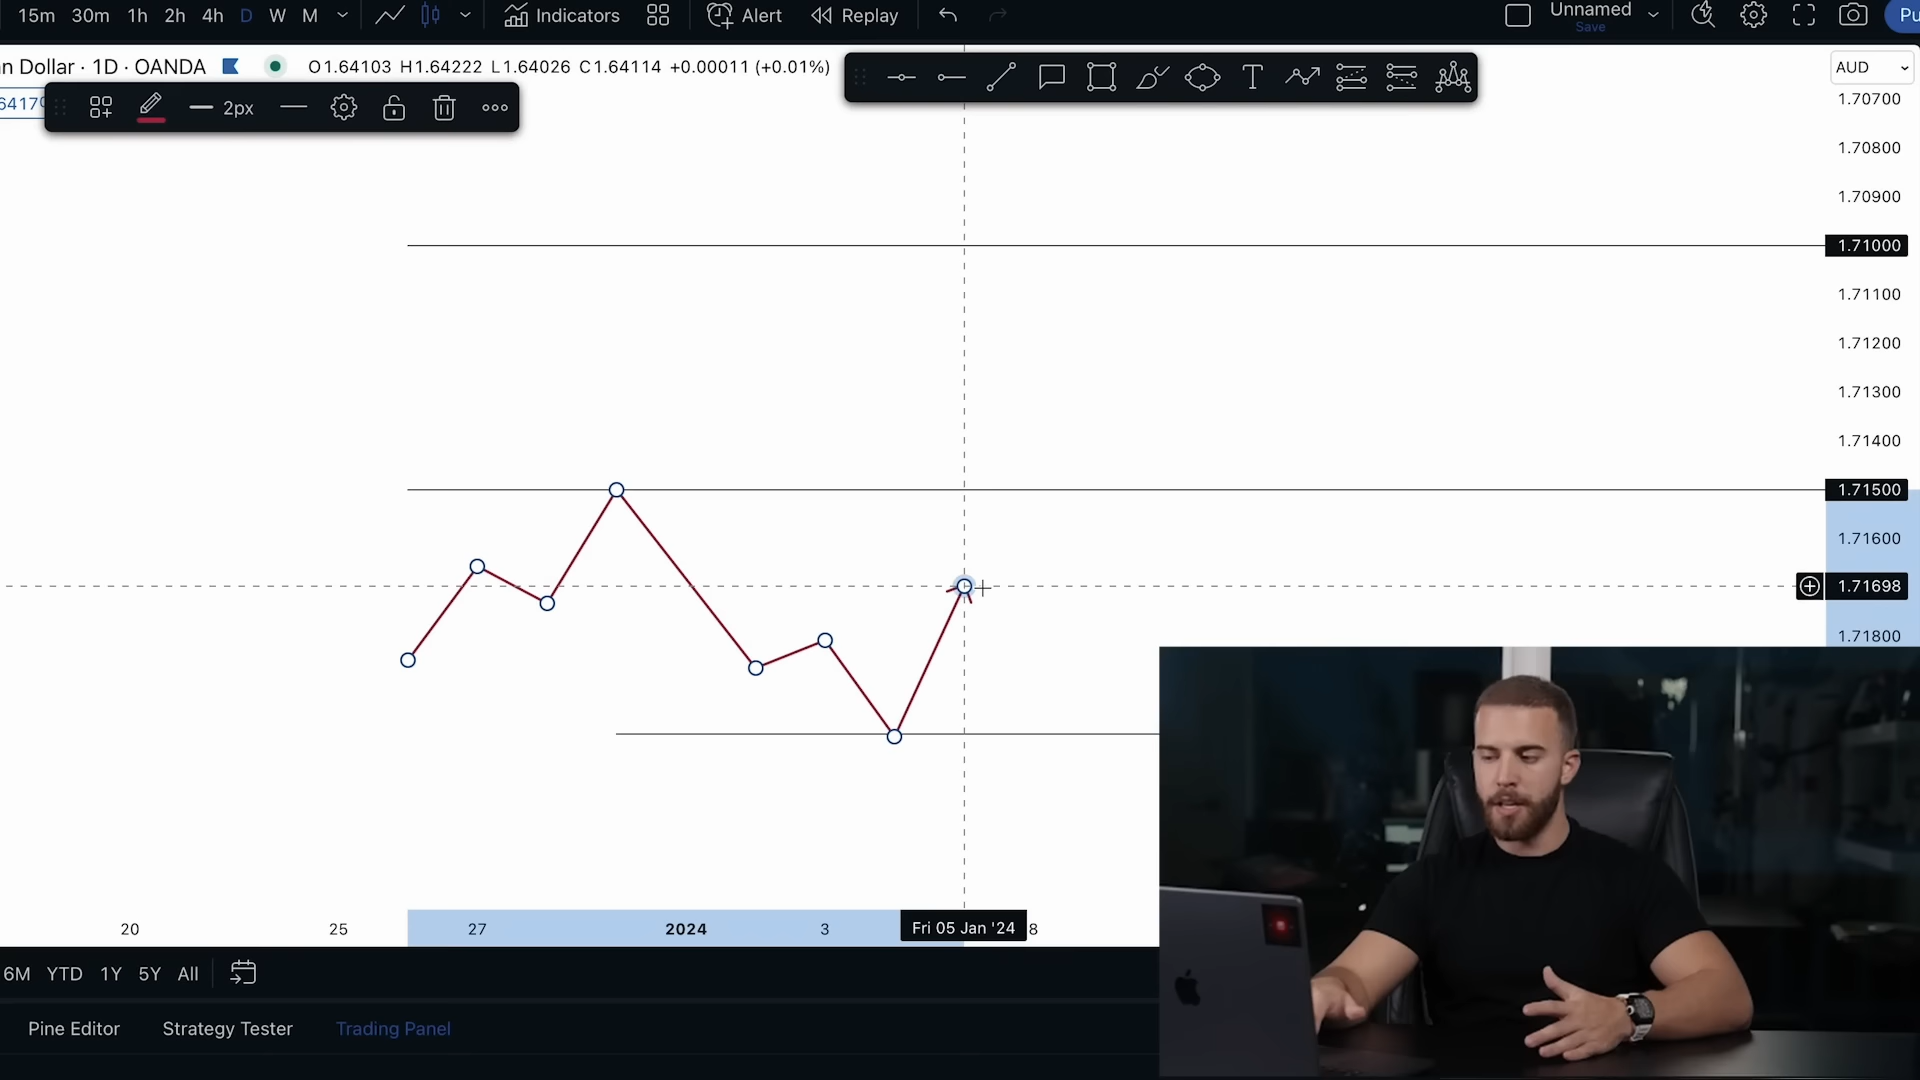 15m 30m 1h 2h 4h D W M Indicators Alert Replay Unnamed Pu
Save
n Dollar · 1D · OANDA O1.64103 H1.64222 L1.64026 C1.64114 +0.00011 (+0.01%) AUD
6417
2px
1.70700
1.70800
1.70900
1.71000
1.71100
1.71200
1.71300
1.71400
1.71500
1.71600
1.71698
1.71800
20 25 27 2024 3 Fri 05 Jan '24 8
6M YTD 1Y 5Y All
Pine Editor Strategy Tester Trading Panel